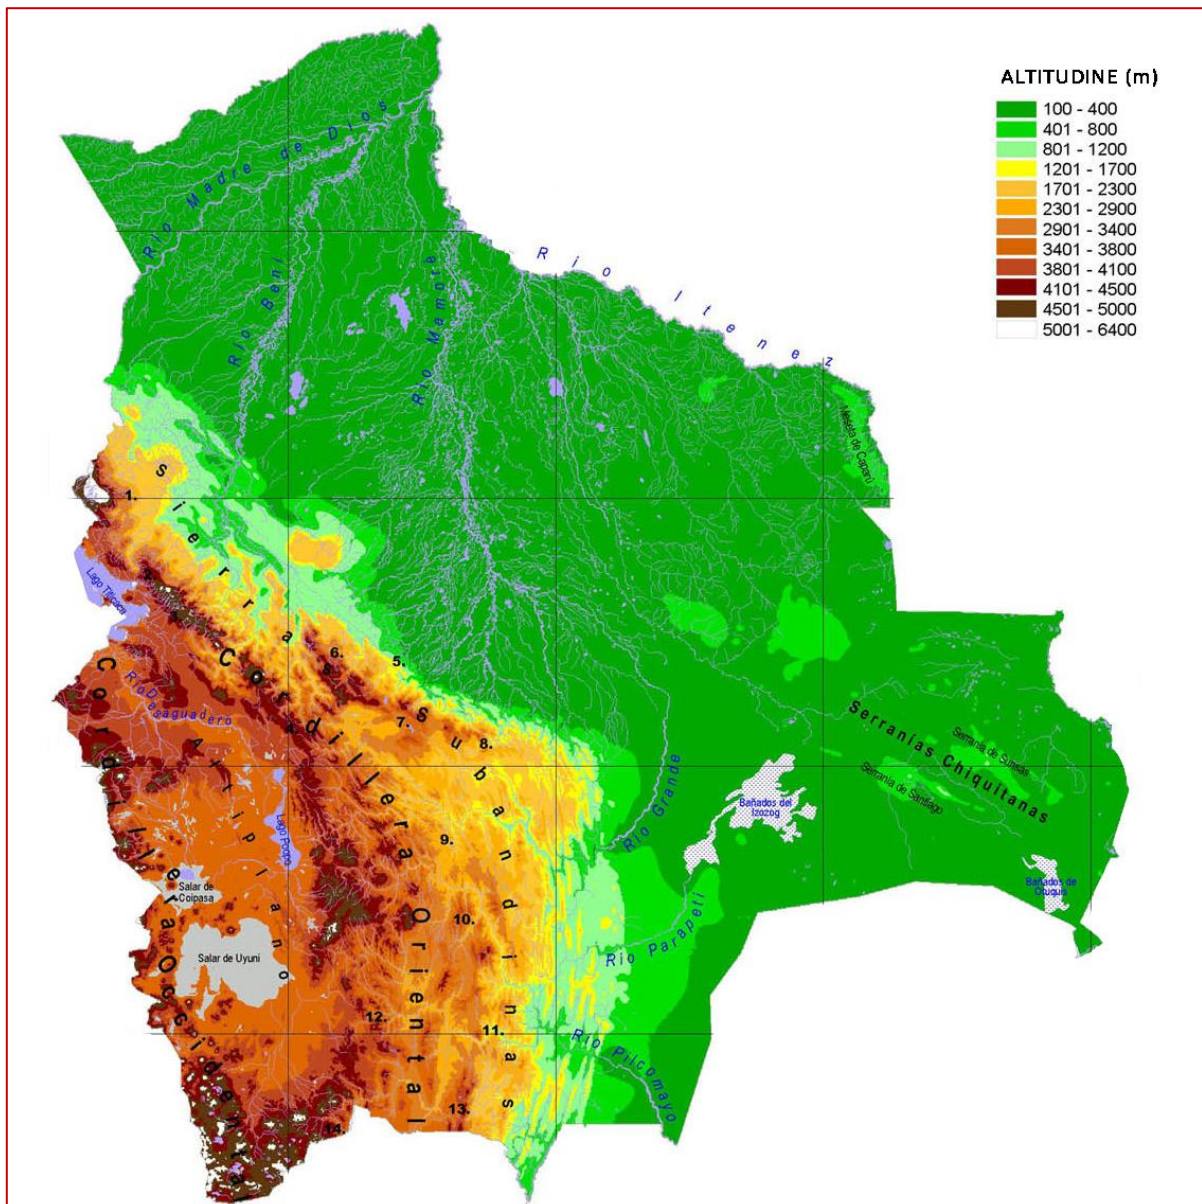 ALTITUDINE (m)
100 - 400
401 - 800
801 - 1200
1201 - 1700
1701 - 2300
2301 - 2900
2901 - 3400
3401 - 3800
3801 - 4100
4101 - 4500
4501 - 5000
5001 - 6400
Rio Madre de Dios
Rio Beni
Rio Mamoré
Rio Itenez
Meseta de Caparú
Sierras Subandinas
1.
Lago Titicaca
Cordillera Occidental
Cordillera Oriental
Rio Desaguadero
Altiplano
5.
6.
7.
8.
Lago Poopo
9.
Salar de
Coipasa
10.
Salar de Uyuni
11.
12.
13.
14.
Rio Grande
Bañados del
Izozog
Rio Parapeti
Rio Pilcomayo
Serranías Chiquitanas
Serranía de Sunsás
Serranía de Santiago
Bañados de
Otuquis